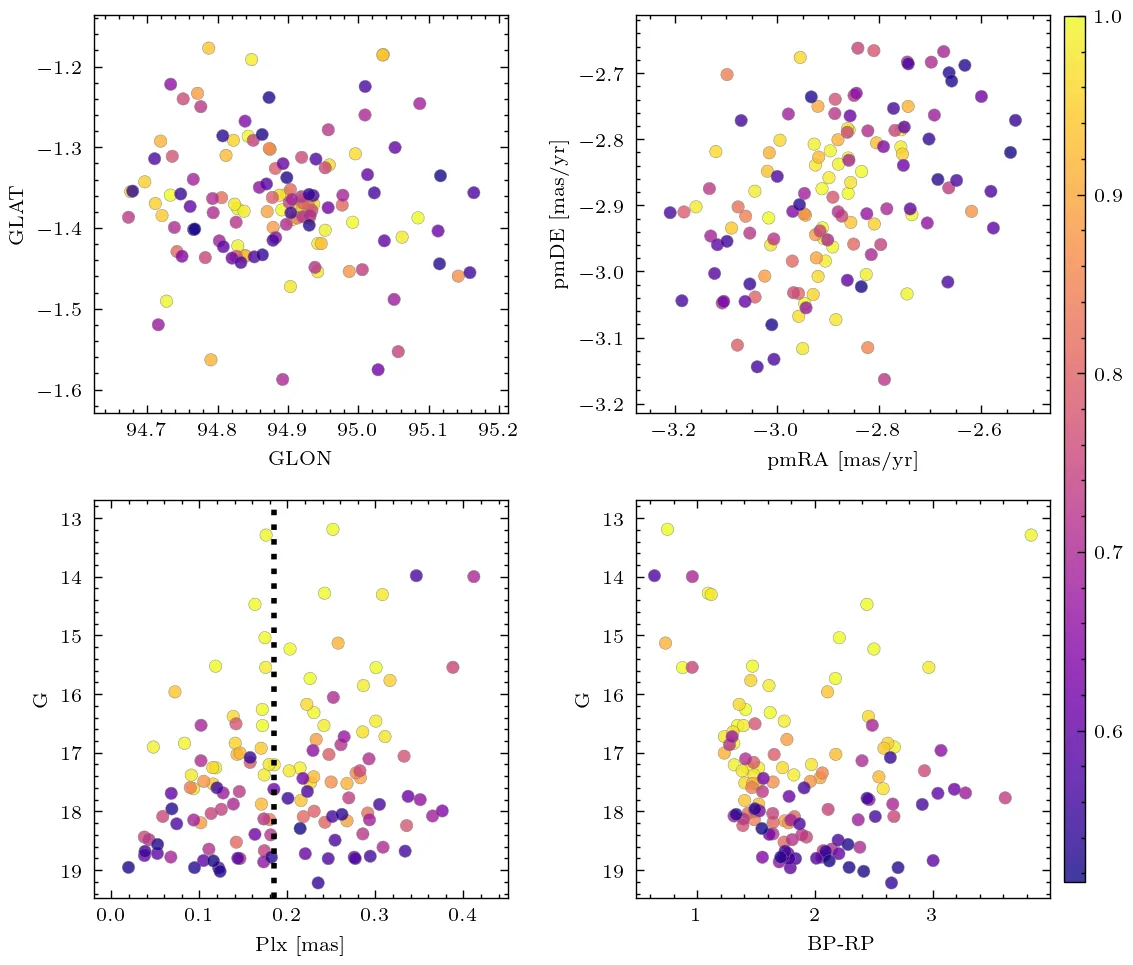 GLAT
−1.2
−1.3
−1.4
−1.5
−1.6
94.7 94.8 94.9 95.0 95.1 95.2
GLON
pmDE [mas/yr]
−2.7
−2.8
−2.9
−3.0
−3.1
−3.2
−3.2 −3.0 −2.8 −2.6
pmRA [mas/yr]
1.0
0.9
0.8
0.7
0.6
G
13
14
15
16
17
18
19
0.0 0.1 0.2 0.3 0.4
Plx [mas]
G
13
14
15
16
17
18
19
1 2 3
BP-RP